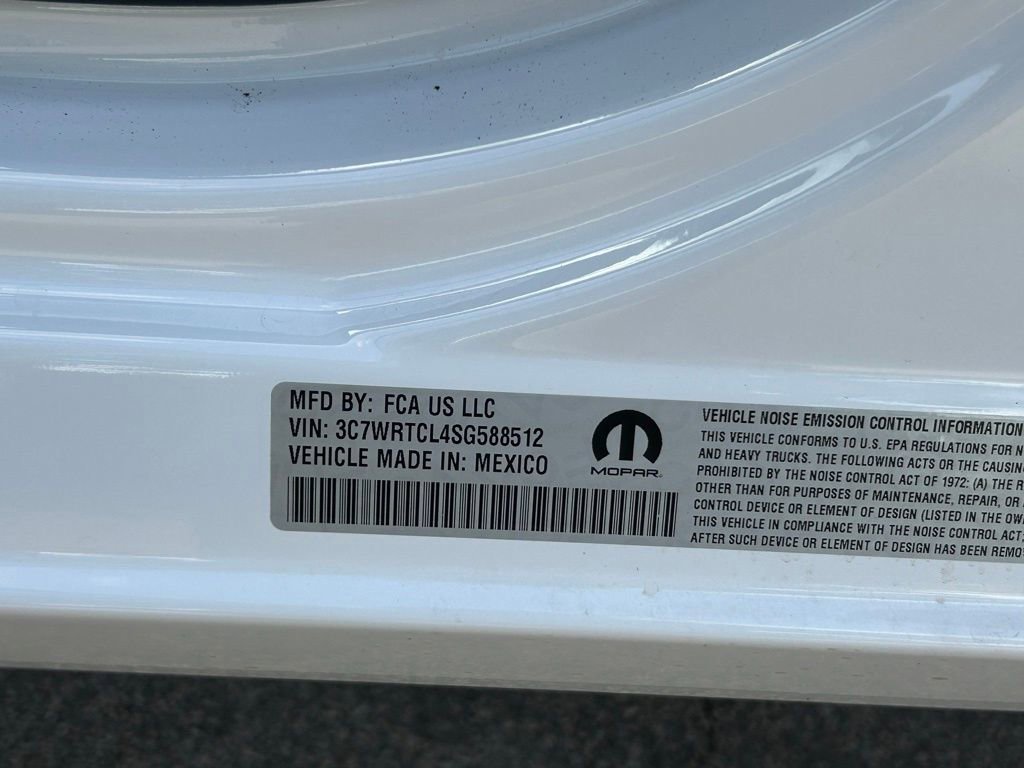 MFD BY: FCA US LLC
VIN: 3C7WRTCL4SG588512
VEHICLE MADE IN: MEXICO
MOPAR
VEHICLE NOISE EMISSION CONTROL INFORMATION
THIS VEHICLE CONFORMS TO U.S. EPA REGULATIONS FOR
AND HEAVY TRUCKS. THE FOLLOWING ACTS OR THE CAUSING
PROHIBITED BY THE NOISE CONTROL ACT OF 1972: (A) THE
OTHER THAN FOR PURPOSES OF MAINTENANCE, REPAIR, OR
CONTROL DEVICE OR ELEMENT OF DESIGN (LISTED IN THE
THIS VEHICLE IN COMPLIANCE WITH THE NOISE CONTROL ACT;
AFTER SUCH DEVICE OR ELEMENT OF DESIGN HAS BEEN